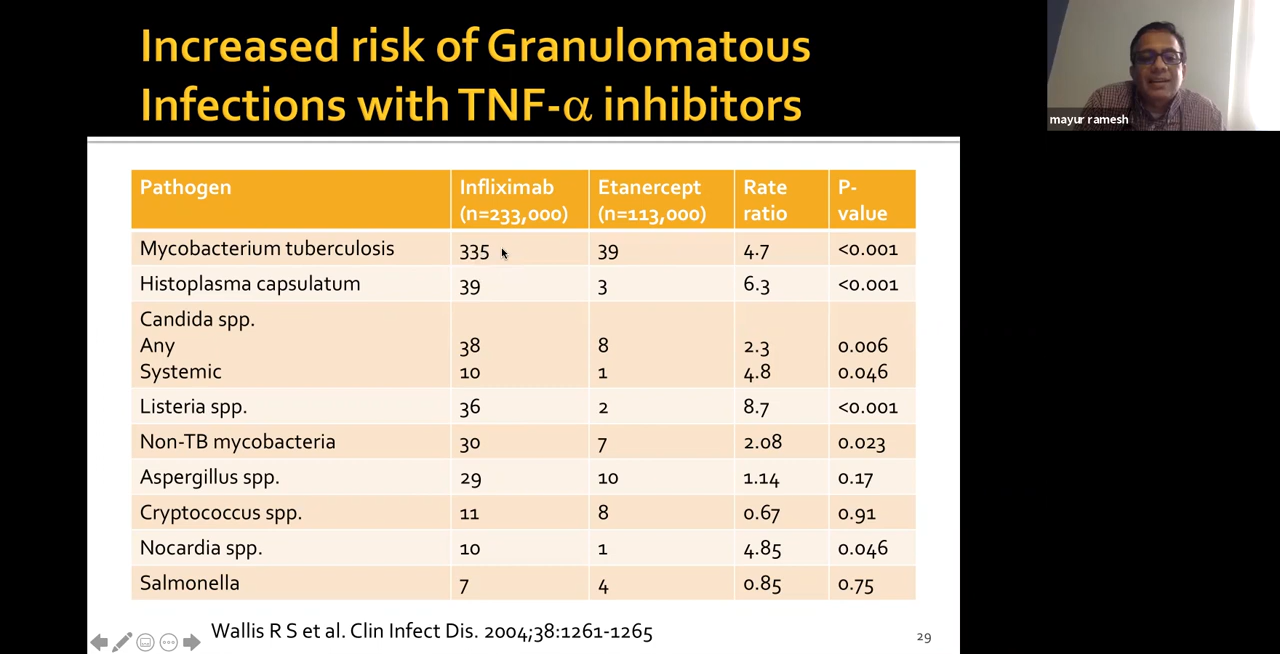 Increased risk of Granulomatous
Infections with TNF-α inhibitors
mayur ramesh
Pathogen Infliximab (n=233,000) Etanercept (n=113,000) Rate ratio P-value
Mycobacterium tuberculosis 335 39 4.7 <0.001
Histoplasma capsulatum 39 3 6.3 <0.001
Candida spp.
Any 38 8 2.3 0.006
Systemic 10 1 4.8 0.046
Listeria spp. 36 2 8.7 <0.001
Non-TB mycobacteria 30 7 2.08 0.023
Aspergillus spp. 29 10 1.14 0.17
Cryptococcus spp. 11 8 0.67 0.91
Nocardia spp. 10 1 4.85 0.046
Salmonella 7 4 0.85 0.75
Wallis R S et al. Clin Infect Dis. 2004;38:1261-1265
29